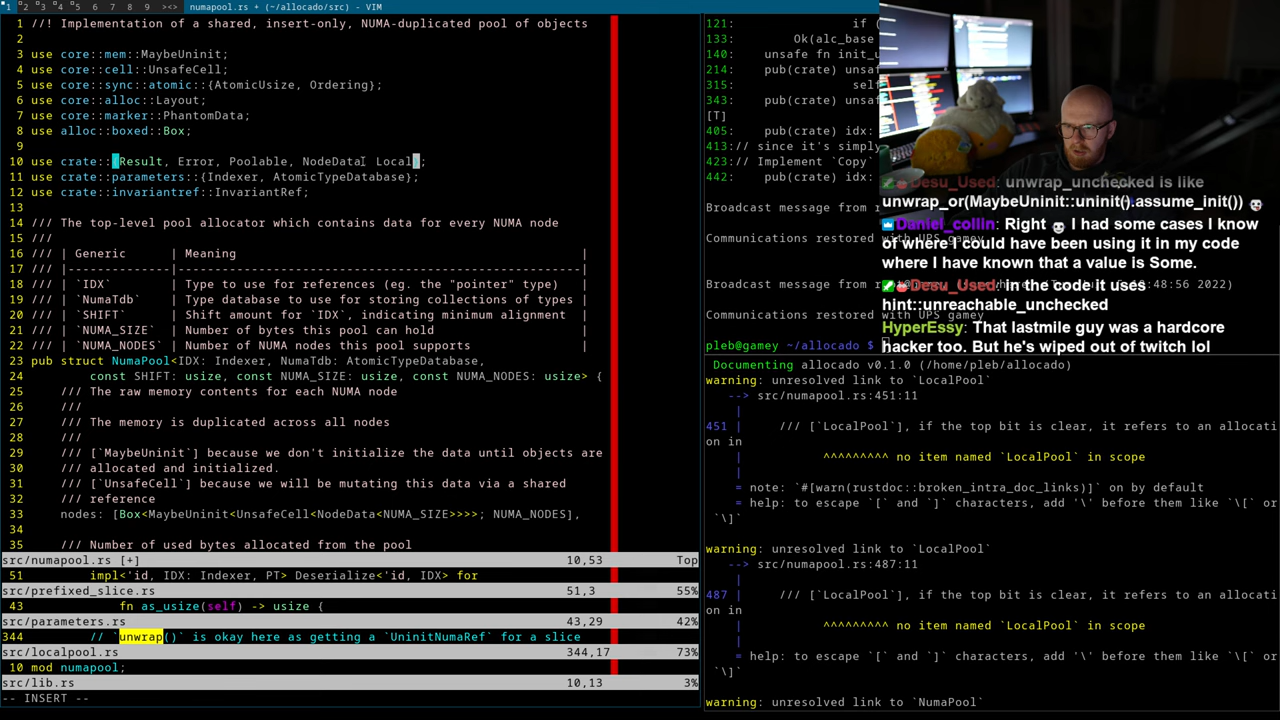 1 2 3 4 5 6 7 8 9 ><> numapool.rs + (~/allocado/src) - VIM
1 //! Implementation of a shared, insert-only, NUMA-duplicated pool of objects
2
3 use core::mem::MaybeUninit;
4 use core::cell::UnsafeCell;
5 use core::sync::atomic::{AtomicUsize, Ordering};
6 use core::alloc::Layout;
7 use core::marker::PhantomData;
8 use alloc::boxed::Box;
9
10 use crate::{Result, Error, Poolable, NodeData, Local};
11 use crate::parameters::{Indexer, AtomicTypeDatabase};
12 use crate::invariantref::InvariantRef;
13
14 /// The top-level pool allocator which contains data for every NUMA node
15 ///
16 /// | Generic      | Meaning                                                |
17 /// |--------------|--------------------------------------------------------|
18 /// | `IDX`        | Type to use for references (eg. the "pointer" type)    |
19 /// | `NumaTdb`    | Type database to use for storing collections of types  |
20 /// | `SHIFT`      | Shift amount for `IDX`, indicating minimum alignment   |
21 /// | `NUMA_SIZE`  | Number of bytes this pool can hold                     |
22 /// | `NUMA_NODES` | Number of NUMA nodes this pool supports                |
23 pub struct NumaPool<IDX: Indexer, NumaTdb: AtomicTypeDatabase,
24         const SHIFT: usize, const NUMA_SIZE: usize, const NUMA_NODES: usize> {
25     /// The raw memory contents for each NUMA node
26     ///
27     /// The memory is duplicated across all nodes
28     ///
29     /// [`MaybeUninit`] because we don't initialize the data until objects are
30     /// allocated and initialized.
31     /// [`UnsafeCell`] because we will be mutating this data via a shared
32     /// reference
33     nodes: [Box<MaybeUninit<UnsafeCell<NodeData<NUMA_SIZE>>>>; NUMA_NODES],
34
35     /// Number of used bytes allocated from the pool
src/numapool.rs [+] 10,53 Top
51         impl<'id, IDX: Indexer, PT> Deserialize<'id, IDX> for
src/prefixed_slice.rs 51,3 55%
43             fn as_usize(self) -> usize {
src/parameters.rs 43,29 42%
344         // `unwrap()` is okay here as getting a `UninitNumaRef` for a slice
src/localpool.rs 344,17 73%
10 mod numapool;
src/lib.rs 10,13 3%
-- INSERT --
121:            if (
133:        Ok(alc_base
140:    unsafe fn init_u
214:    pub(crate) unsa
315:            self
343:    pub(crate) unsa
[T]
405:    pub(crate) idx:
413:// since it's simply
423:// Implement `Copy`
442:    pub(crate) idx:
Broadcast message from r
Communications restored with UPS gamey
Communications restored with UPS gamey
pleb@gamey ~/allocado $
Desu_Used: unwrap_unchecked is like
unwrap_or(MaybeUninit::uninit().assume_init())
Daniel_collin: Right I had some cases I know
of where I could have been using it in my code
where I have known that a value is Some.
Desu_Used: in the code it uses
hint::unreachable_unchecked
HyperEssy: That lastmile guy was a hardcore
hacker too. But he's wiped out of twitch lol
Documenting allocado v0.1.0 (/home/pleb/allocado)
warning: unresolved link to `LocalPool`
--> src/numapool.rs:451:11
|
451 |     /// [`LocalPool`], if the top bit is clear, it refers to an allocati
on in
|           ^^^^^^^^^ no item named `LocalPool` in scope
|
= note: `#[warn(rustdoc::broken_intra_doc_links)]` on by default
= help: to escape `[` and `]` characters, add '\' before them like `\[` or
`\]`
warning: unresolved link to `LocalPool`
--> src/numapool.rs:487:11
|
487 |     /// [`LocalPool`], if the top bit is clear, it refers to an allocati
on in
|           ^^^^^^^^^ no item named `LocalPool` in scope
|
= help: to escape `[` and `]` characters, add '\' before them like `\[` or
`\]`
warning: unresolved link to `NumaPool`